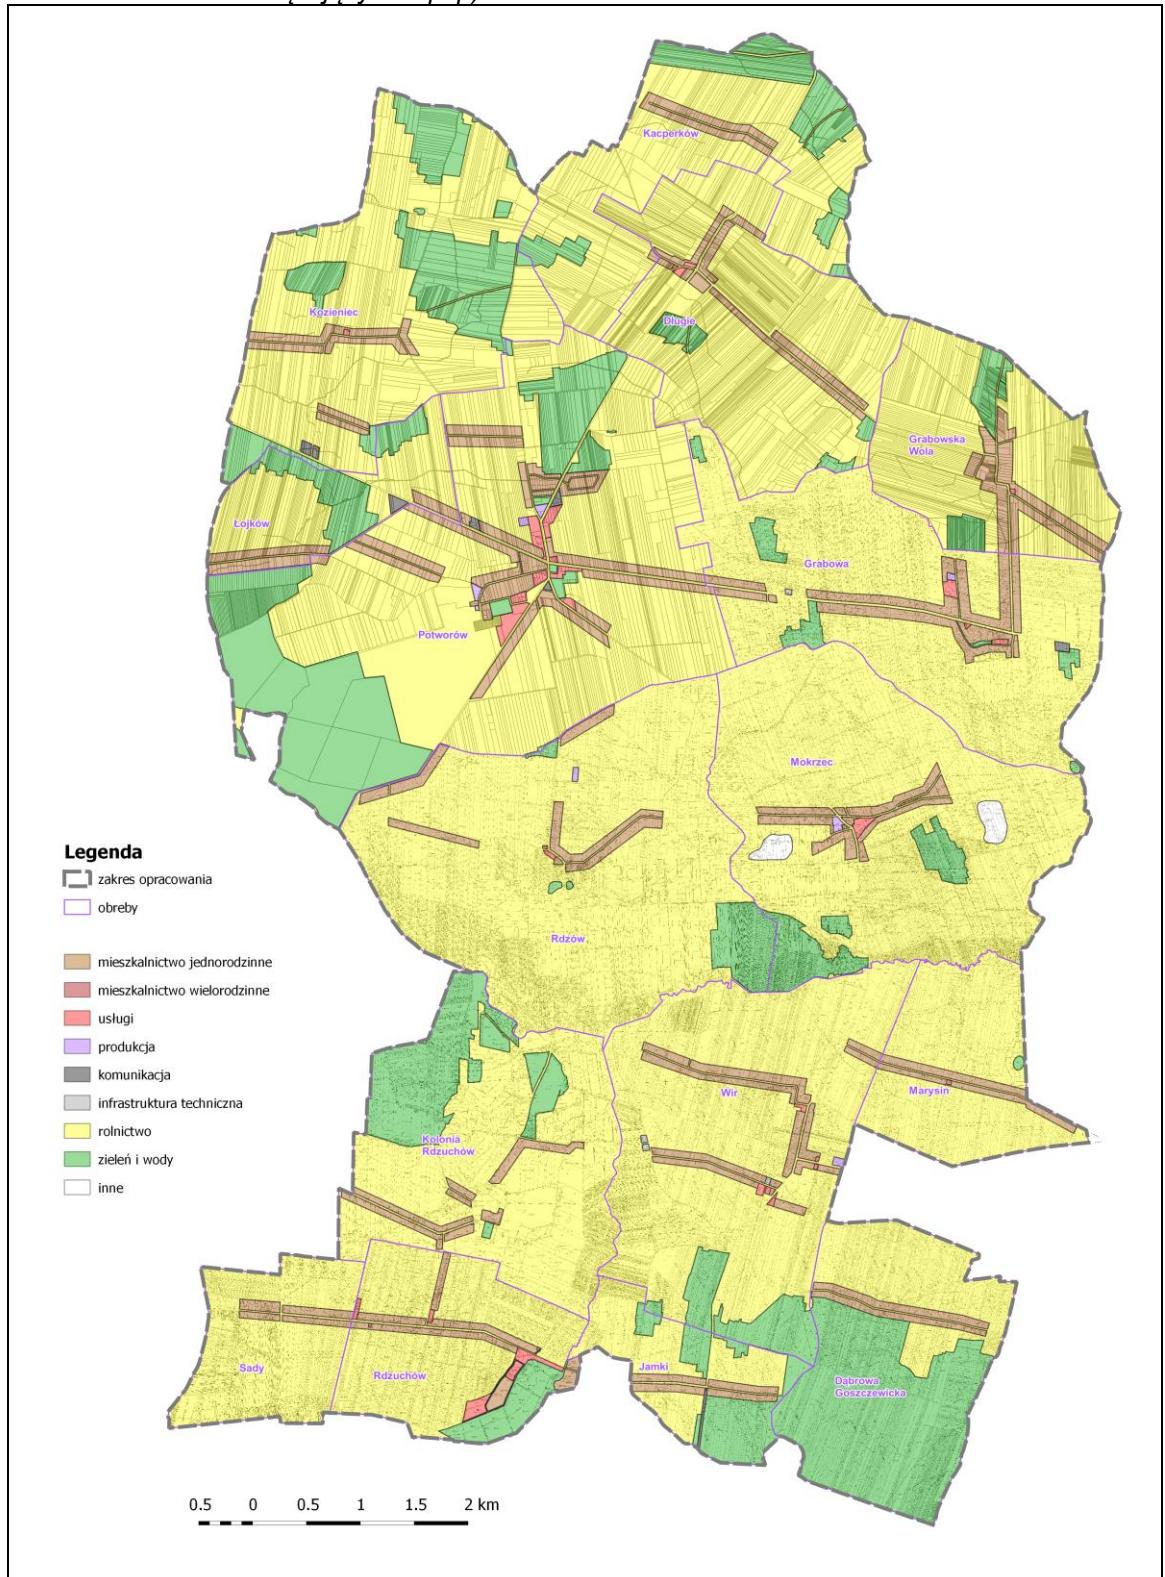 Kacperków
Kozieniec
Długie
Grabowska
Wola
Łojków
Grabowa
Potworów
Mokrzec
Legenda
zakres opracowania
obreby
Rdzów
mieszkalnictwo jednorodzinne
mieszkalnictwo wielorodzinne
usługi
produkcja
komunikacja
infrastruktura techniczna
rolnictwo
zieleń i wody
inne
Wir
Marysin
Kolonia
Rdzuchów
Sady
Rdzuchów
Jamki
Dąbrowa
Goszczewicka
0.5 0 0.5 1 1.5 2 km